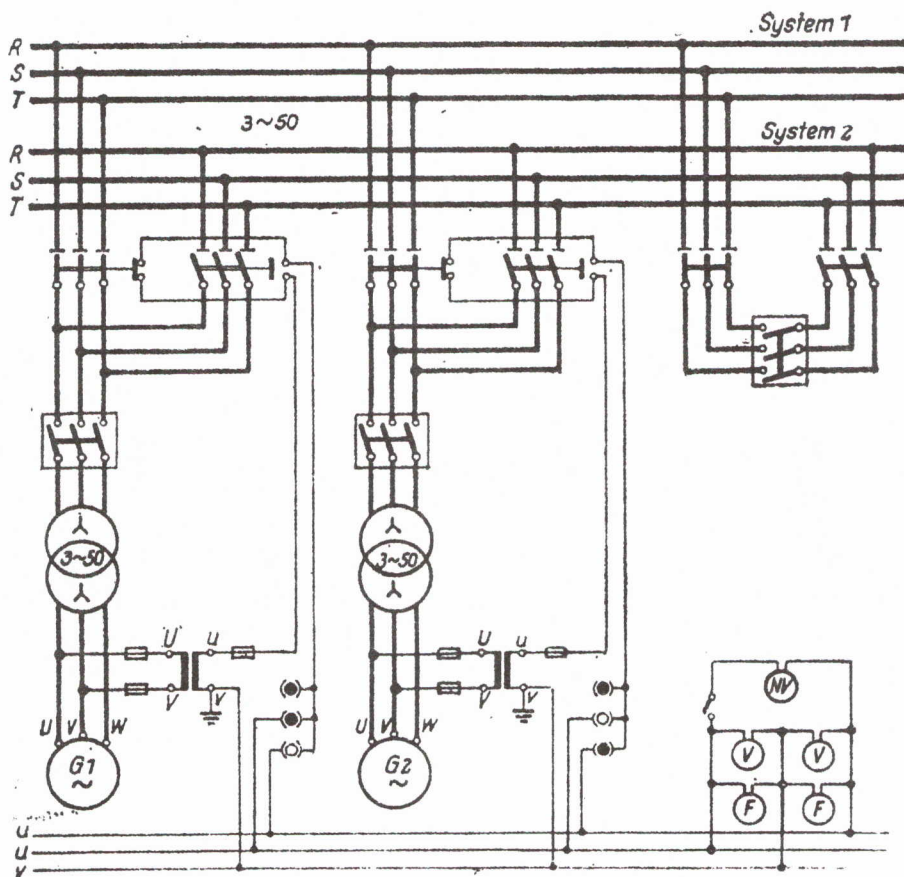 System 1
R
S
T
3~50
R
System 2
S
T
3~50
3~50
U u
U u
V V
V V
U V W
U V W
G1
~
G2
~
NV
V V
F F
u
u
v